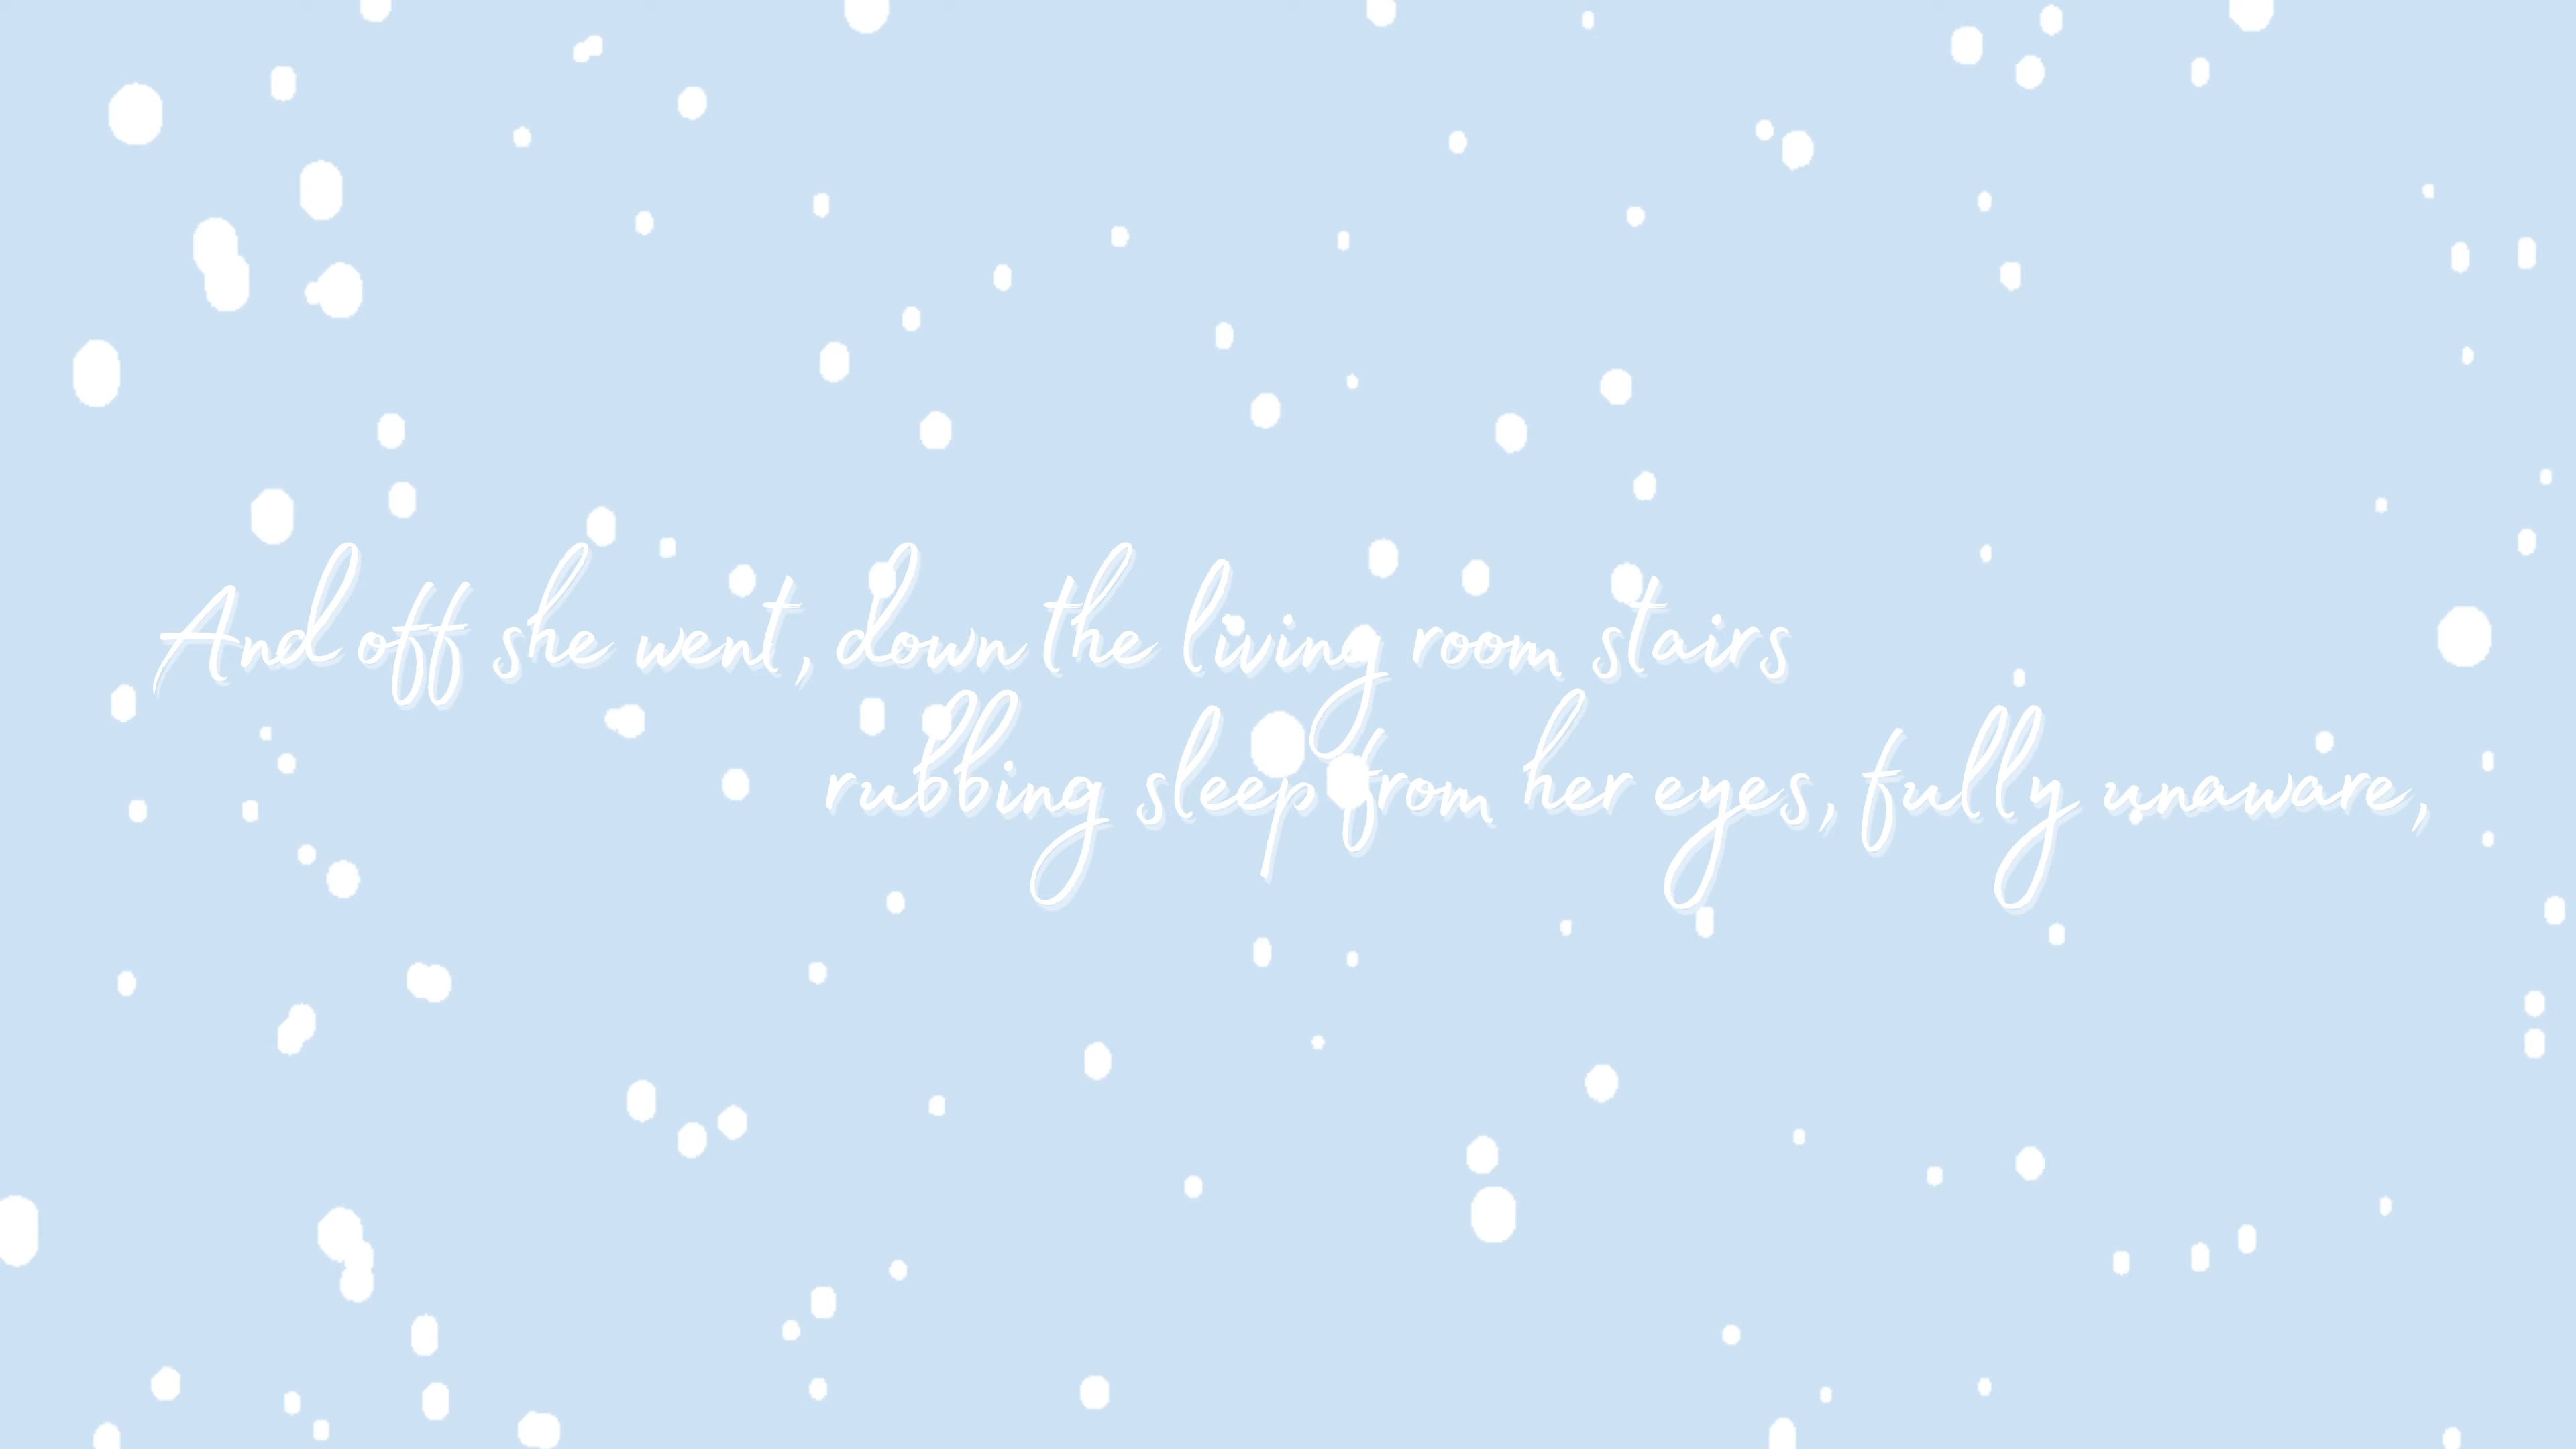 And off she went, down the living room stairs
rubbing sleep from her eyes, fully unaware,